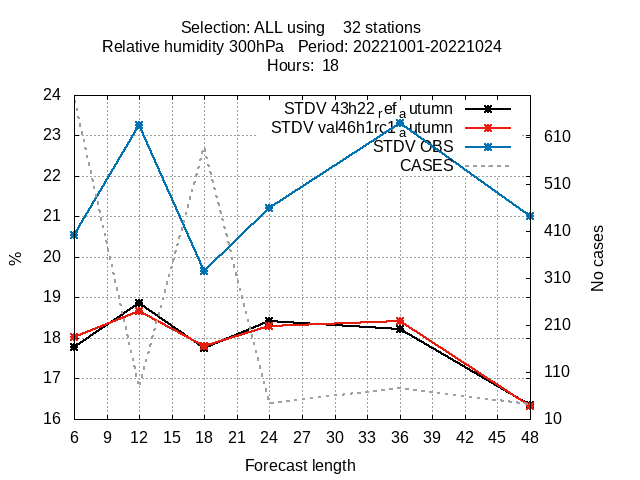 Selection: ALL using    32 stations
Relative humidity 300hPa   Period: 20221001-20221024
Hours: 18
STDV 43h22_ref_autumn
STDV val46h1rc1_autumn
STDV OBS
CASES
24
23
22
21
20
19
18
17
16
610
510
410
310
210
110
10
%
No cases
6 9 12 15 18 21 24 27 30 33 36 39 42 45 48
Forecast length